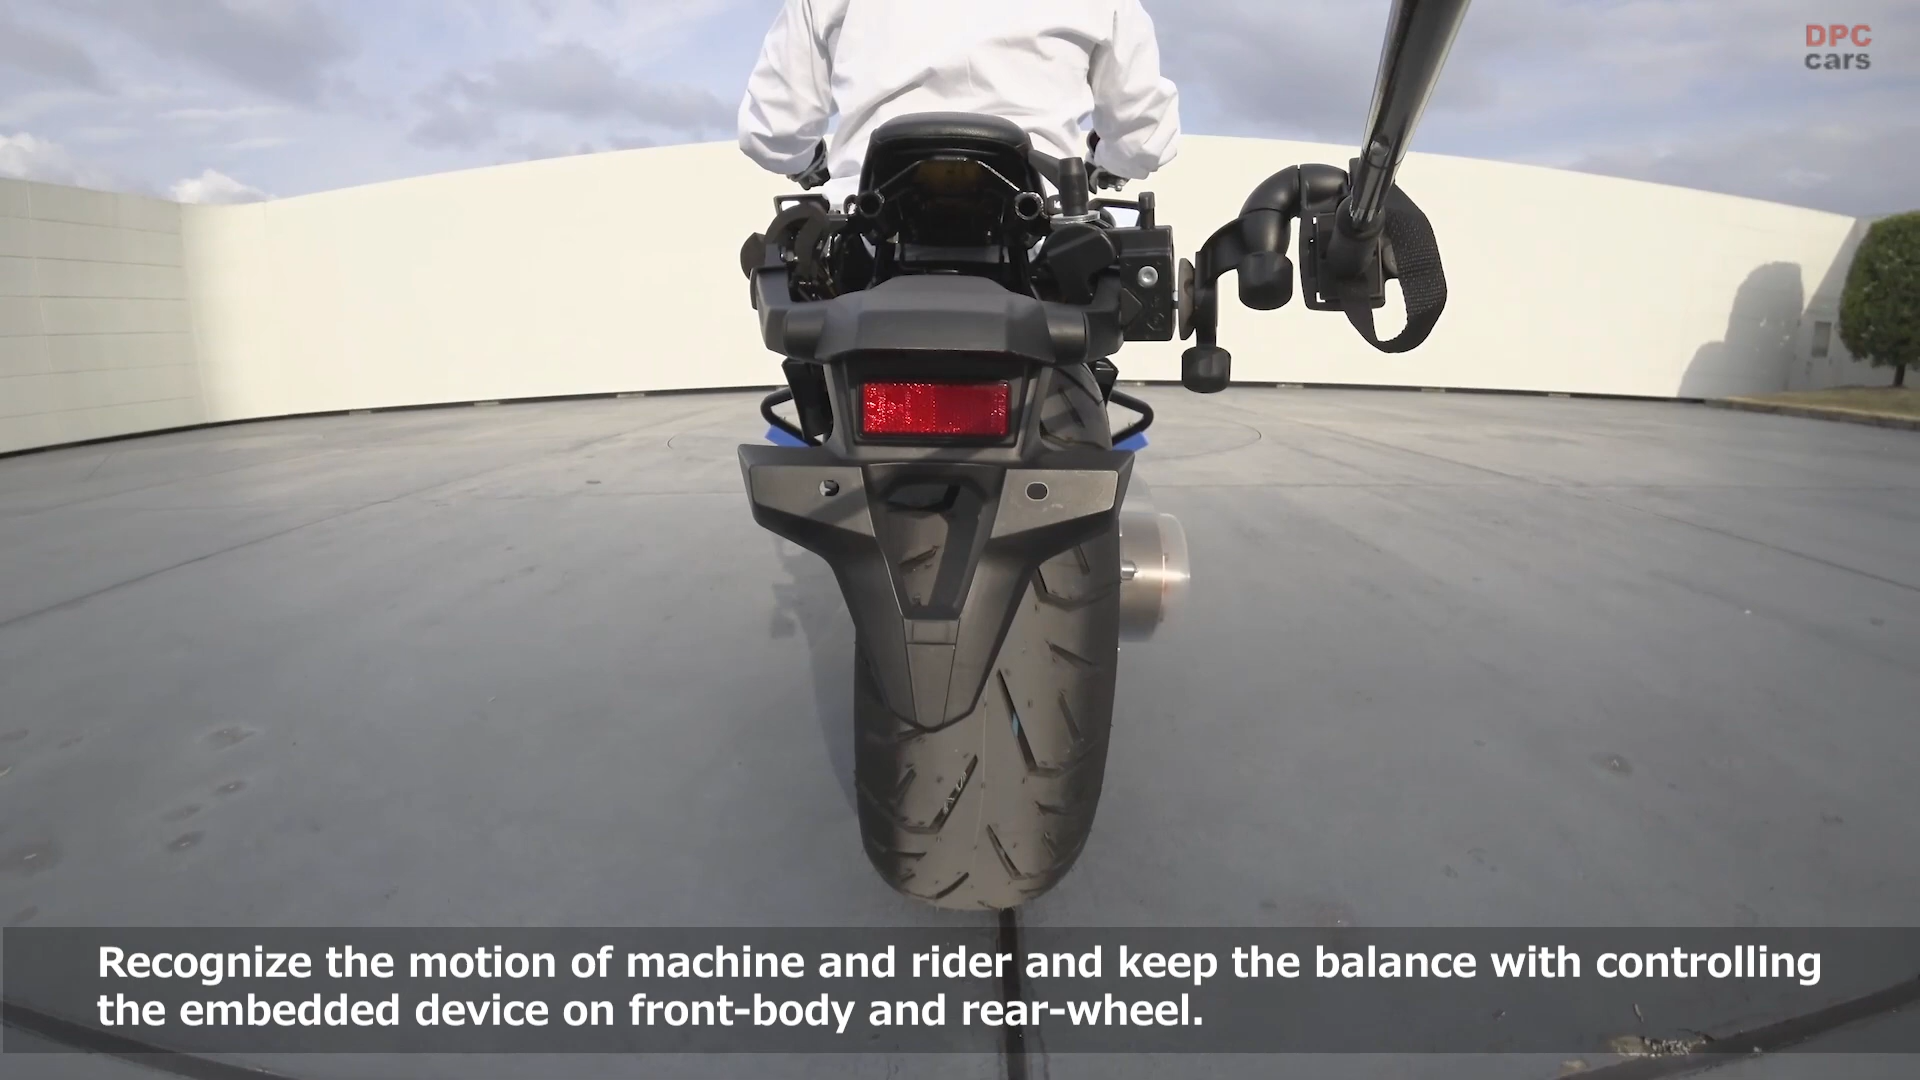 DPC
cars
Recognize the motion of machine and rider and keep the balance with controlling
the embedded device on front-body and rear-wheel.